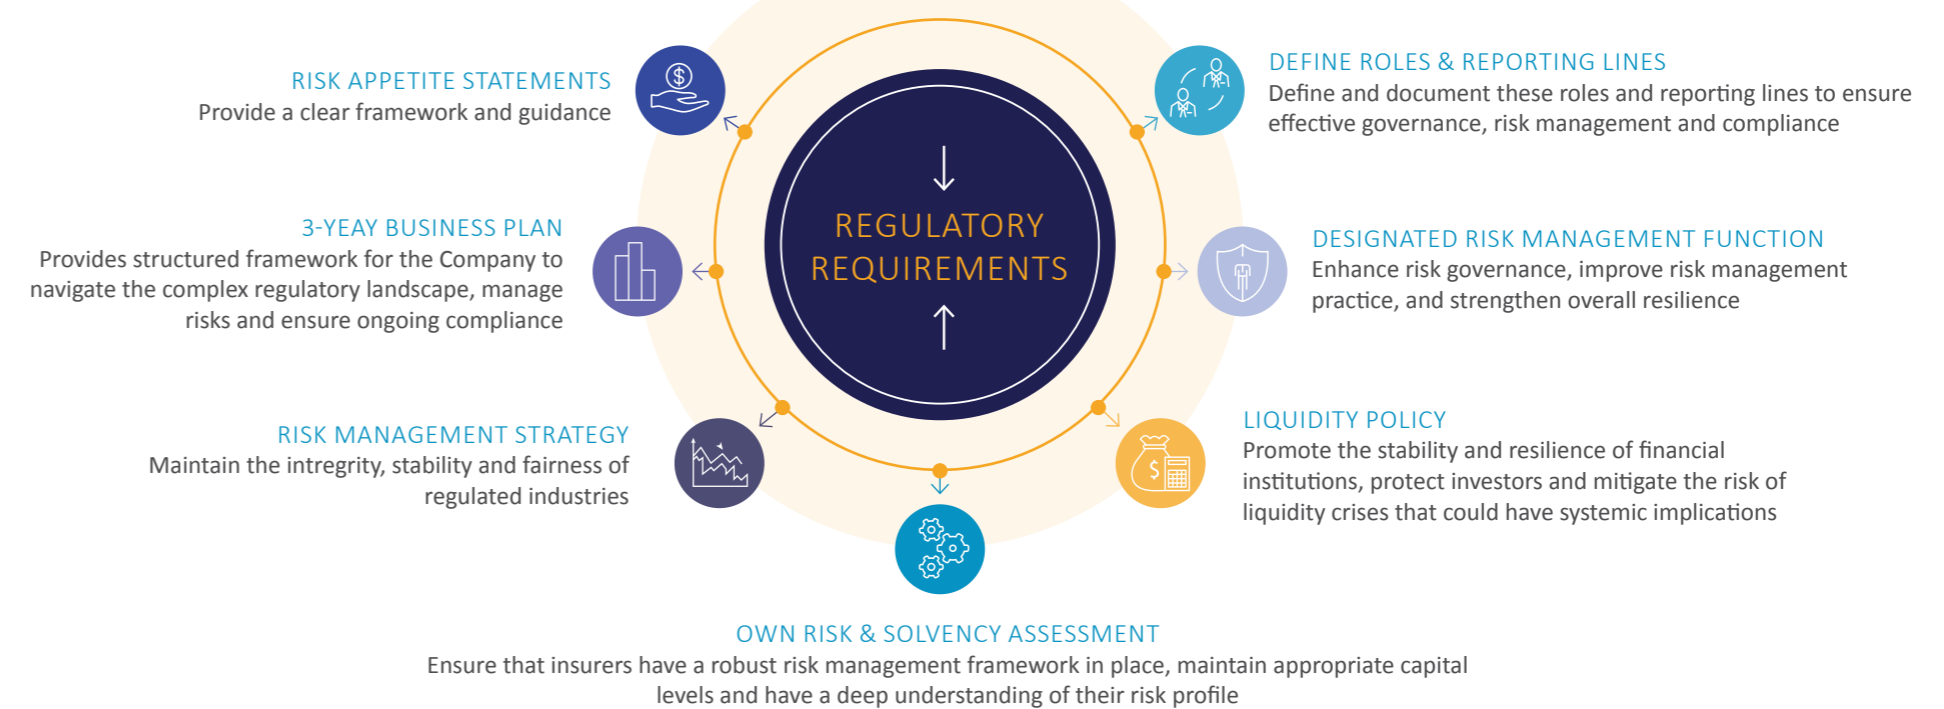 RISK APPETITE STATEMENTS
Provide a clear framework and guidance
3-YEAY BUSINESS PLAN
Provides structured framework for the Company to
navigate the complex regulatory landscape, manage
risks and ensure ongoing compliance
RISK MANAGEMENT STRATEGY
Maintain the intregrity, stability and fairness of
regulated industries
REGULATORY
REQUIREMENTS
DEFINE ROLES & REPORTING LINES
Define and document these roles and reporting lines to ensure
effective governance, risk management and compliance
DESIGNATED RISK MANAGEMENT FUNCTION
Enhance risk governance, improve risk management
practice, and strengthen overall resilience
LIQUIDITY POLICY
Promote the stability and resilience of financial
institutions, protect investors and mitigate the risk of
liquidity crises that could have systemic implications
OWN RISK & SOLVENCY ASSESSMENT
Ensure that insurers have a robust risk management framework in place, maintain appropriate capital
levels and have a deep understanding of their risk profile
$
$